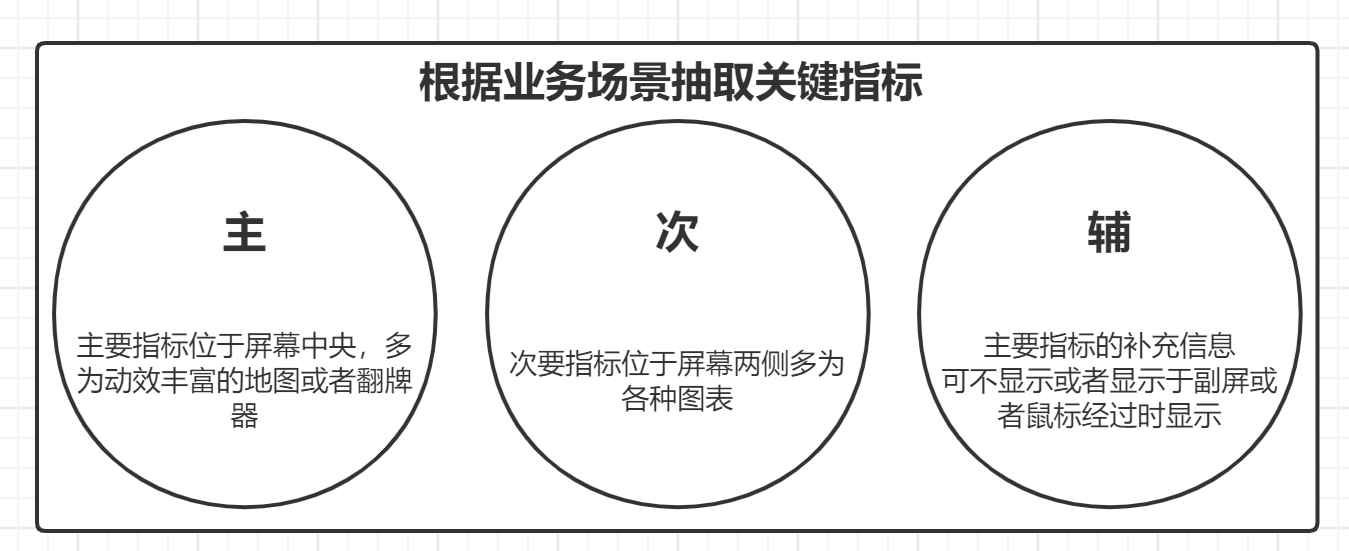 根据业务场景抽取关键指标
主
主要指标位于屏幕中央，多
为动效丰富的地图或者翻牌
器
次
次要指标位于屏幕两侧多为
各种图表
辅
主要指标的补充信息
可不显示或者显示于副屏或
者鼠标经过时显示